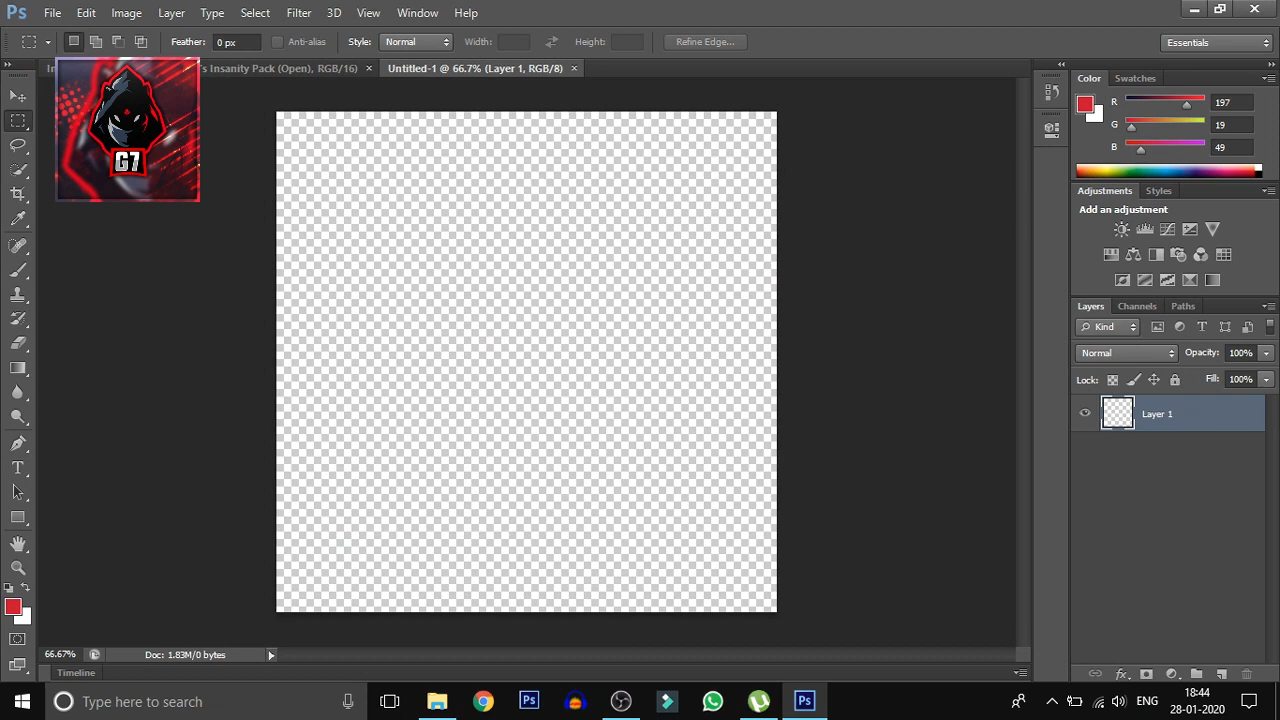 Ps File Edit Image Layer Type Select Filter 3D View Window Help
Feather: 0 px Anti-alias Style: Normal Width: Height: Refine Edge... Essentials
's Insanity Pack (Open), RGB/16) × Untitled-1 @ 66.7% (Layer 1, RGB/8) ×
G7
Color Swatches
R 197
G 19
B 49
Adjustments Styles
Add an adjustment
Layers Channels Paths
Kind
Normal Opacity: 100%
Lock: Fill: 100%
Layer 1
66.67% Doc: 1.83M/0 bytes
Timeline
Type here to search
Ps Ps
ENG
18:44
28-01-2020